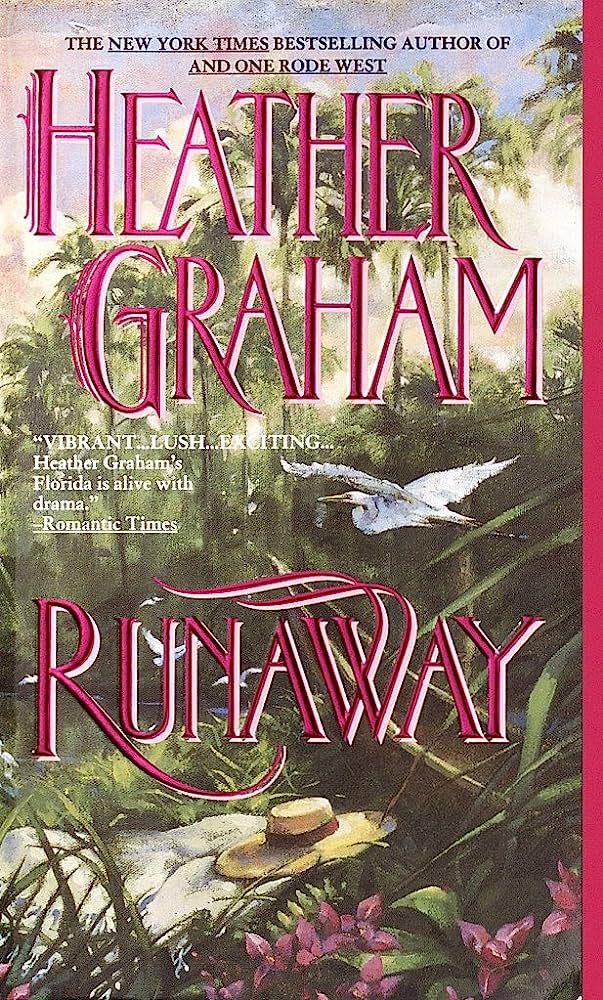 THE NEW YORK TIMES BESTSELLING AUTHOR OF
AND ONE RODE WEST
HEATHER
GRAHAM
“VIBRANT...LUSH...EXCITING...
Heather Graham's
Florida is alive with
drama.”
–Romantic Times
RUNAWAY